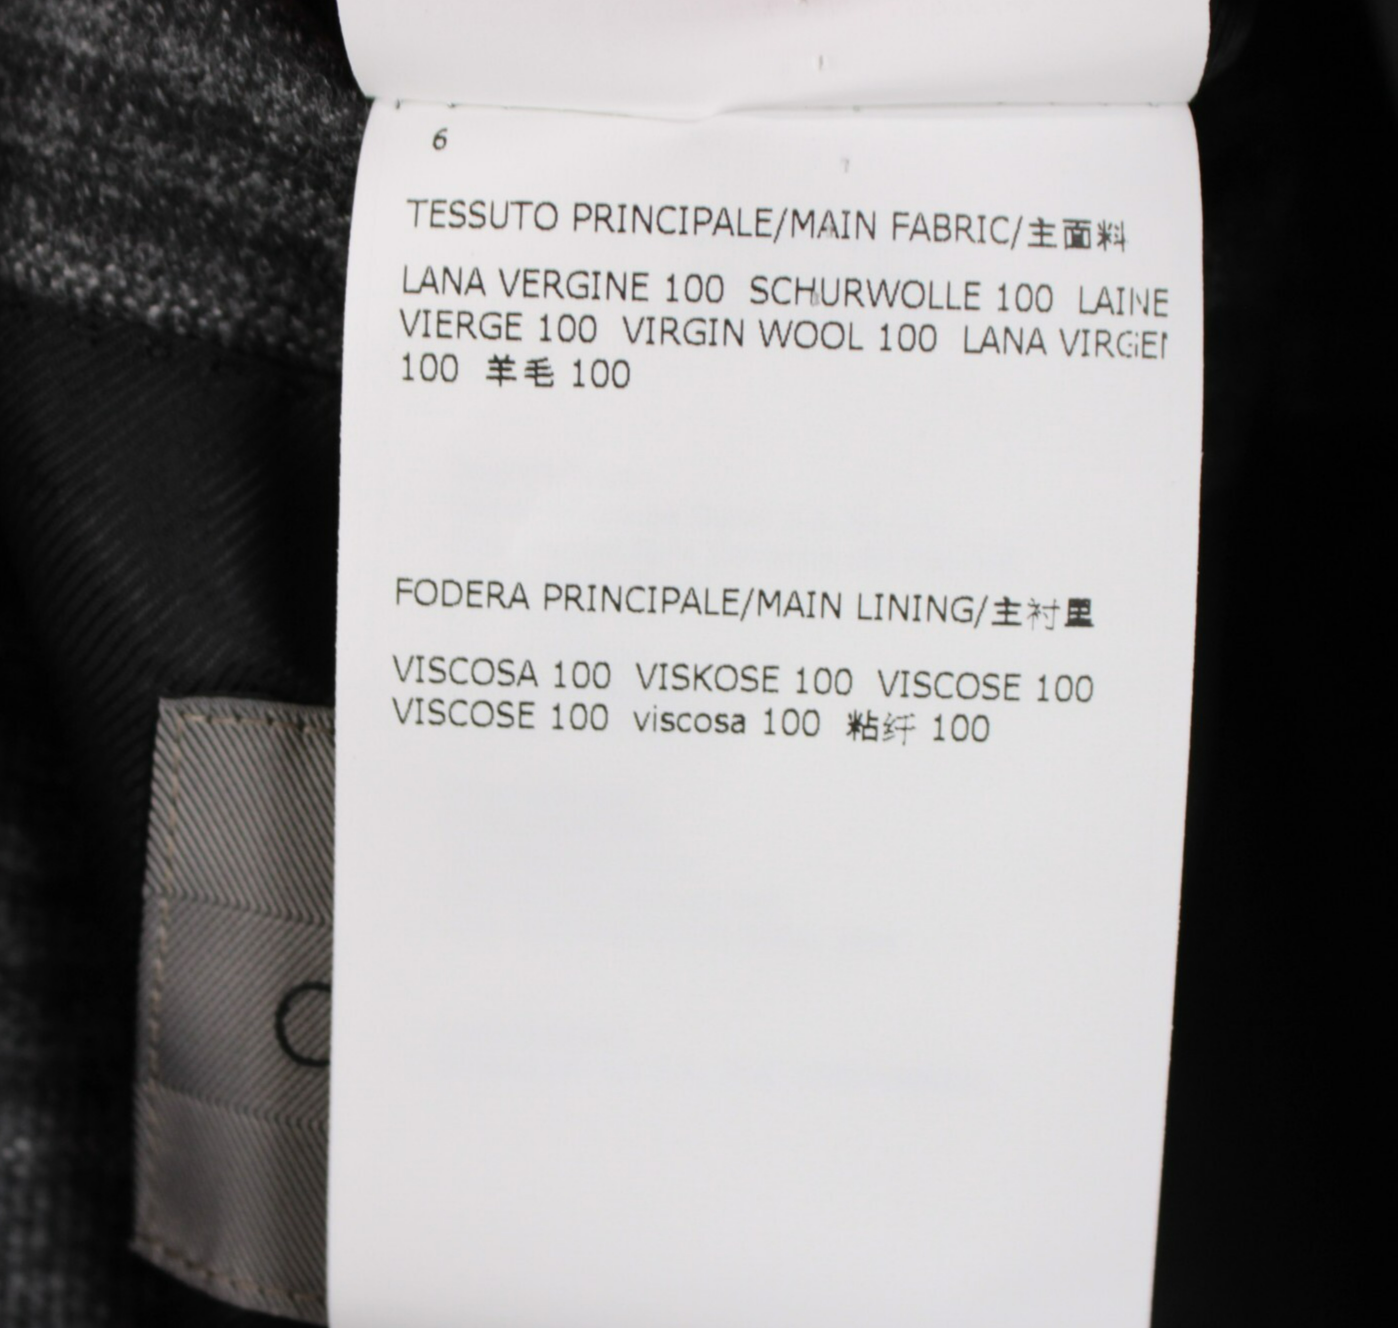 6
TESSUTO PRINCIPALE/MAIN FABRIC/主面料
LANA VERGINE 100 SCHURWOLLE 100 LAINE
VIERGE 100 VIRGIN WOOL 100 LANA
100 羊毛 100
FODERA PRINCIPALE/MAIN LINING/主衬里
VISCOSA 100 VISKOSE 100 VISCOSE 100
VISCOSE 100 viscosa 100 粘纤 100